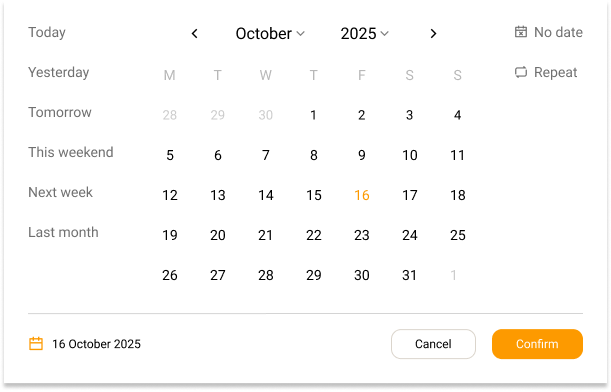 Today
October 2025
No date
Yesterday
M T W T F S S
Repeat
Tomorrow
28 29 30 1 2 3 4
This weekend
5 6 7 8 9 10 11
Next week
12 13 14 15 16 17 18
Last month
19 20 21 22 23 24 25
26 27 28 29 30 31 1
16 October 2025
Cancel
Confirm